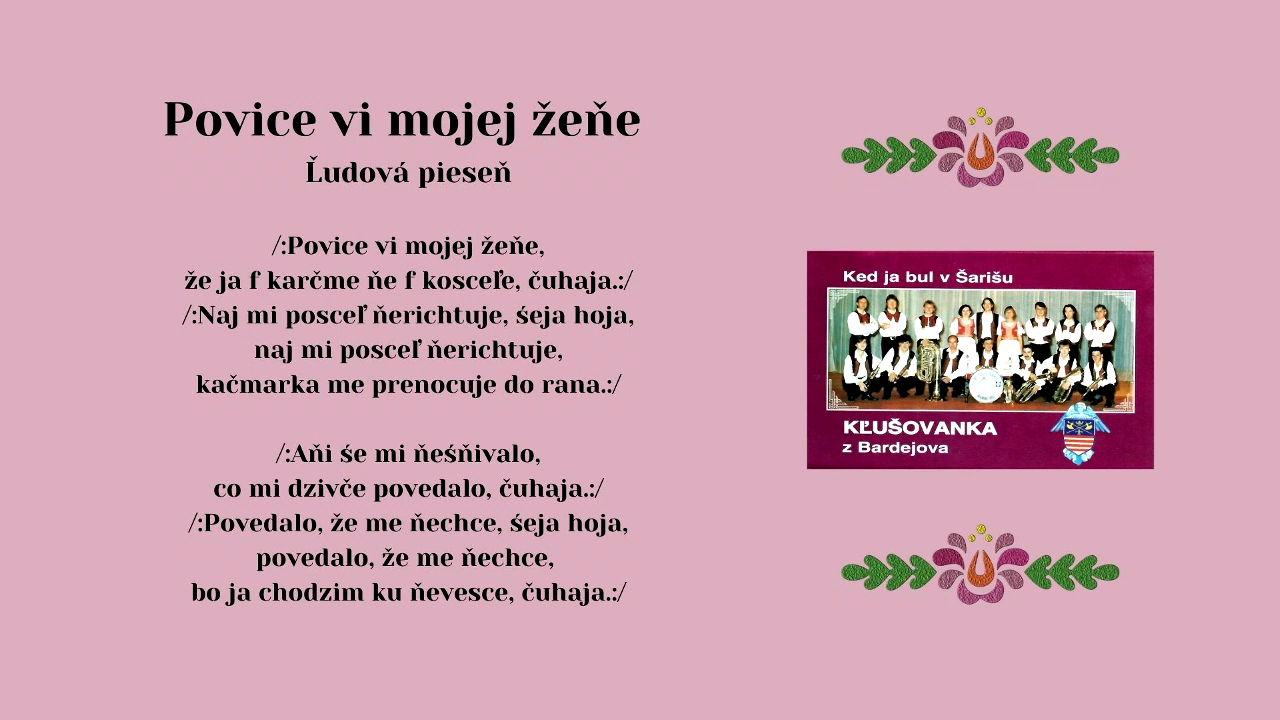 Povice vi mojej žeňe
Ľudová pieseň
/:Povice vi mojej žeňe,
že ja f karčme ňe f kosceľe, čuhaja.:/
/:Naj mi posceľ ňerichtuje, śeja hoja,
naj mi posceľ ňerichtuje,
kačmarka me prenocuje do rana.:/
/:Aňi śe mi ňeśňivalo,
co mi dzivče povedalo, čuhaja.:/
/:Povedalo, že me ňechce, śeja hoja,
povedalo, že me ňechce,
bo ja chodzim ku ňevesce, čuhaja.:/
Ked ja bul v Šarišu
KĽUŠOVANKA
z Bardejova